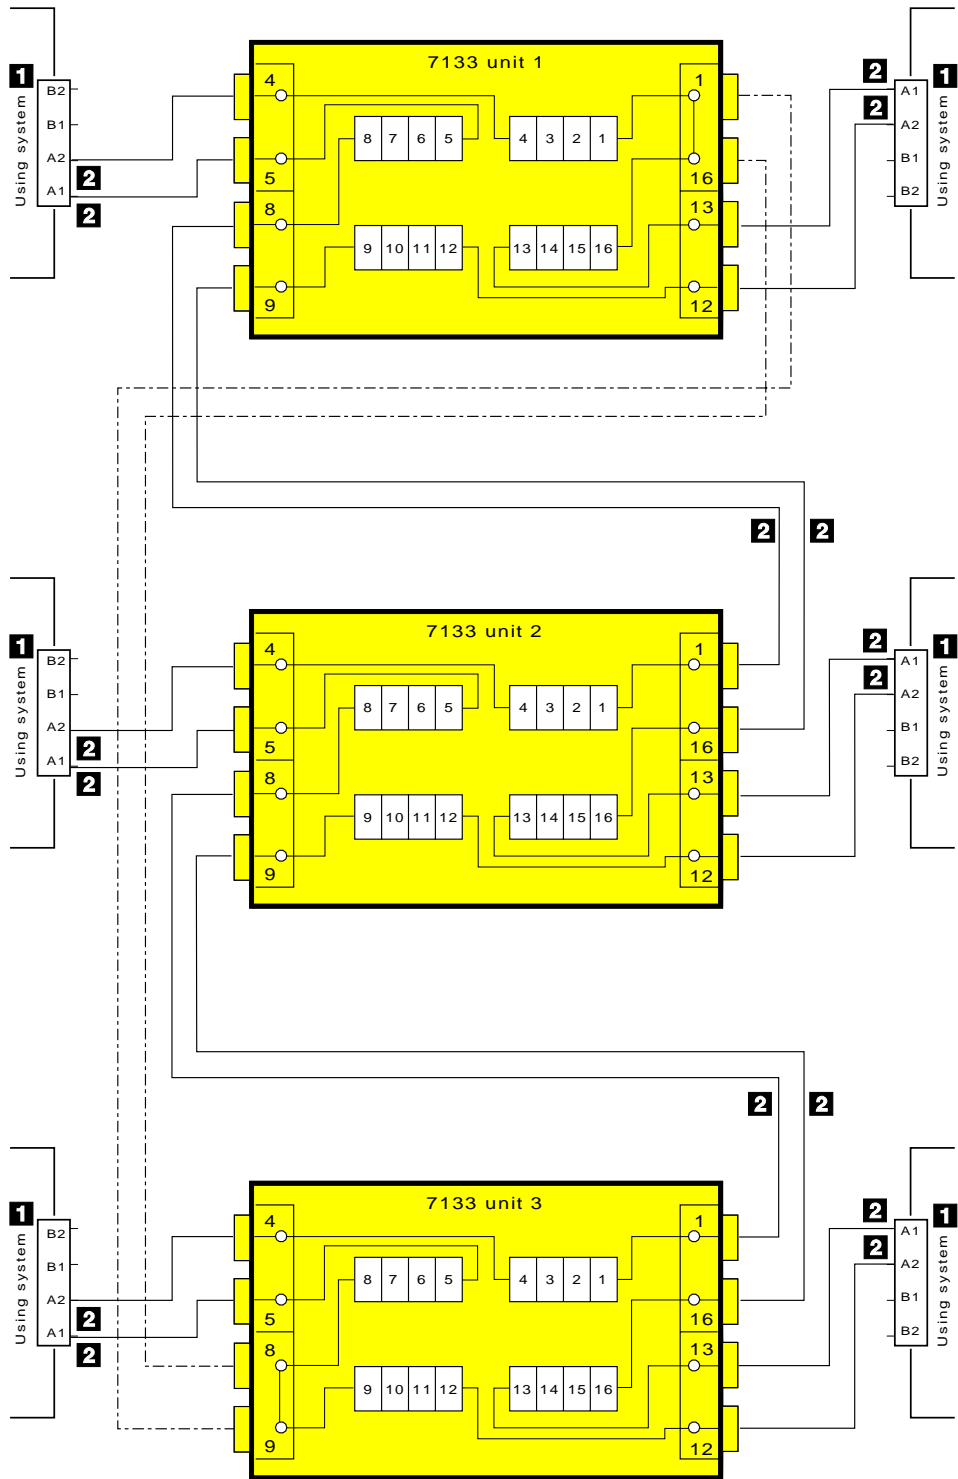 7133 unit 1
1
Using system
B2
B1
A2
A1
2
2
4
5
8
9
8 7 6 5
4 3 2 1
9 10 11 12
13 14 15 16
1
16
13
12
2
2
A1
A2
B1
B2
1
Using system
2
2
7133 unit 2
1
Using system
B2
B1
A2
A1
2
2
4
5
8
9
8 7 6 5
4 3 2 1
9 10 11 12
13 14 15 16
1
16
13
12
2
2
A1
A2
B1
B2
1
Using system
2
2
7133 unit 3
1
Using system
B2
B1
A2
A1
2
2
4
5
8
9
8 7 6 5
4 3 2 1
9 10 11 12
13 14 15 16
1
16
13
12
2
2
A1
A2
B1
B2
1
Using system